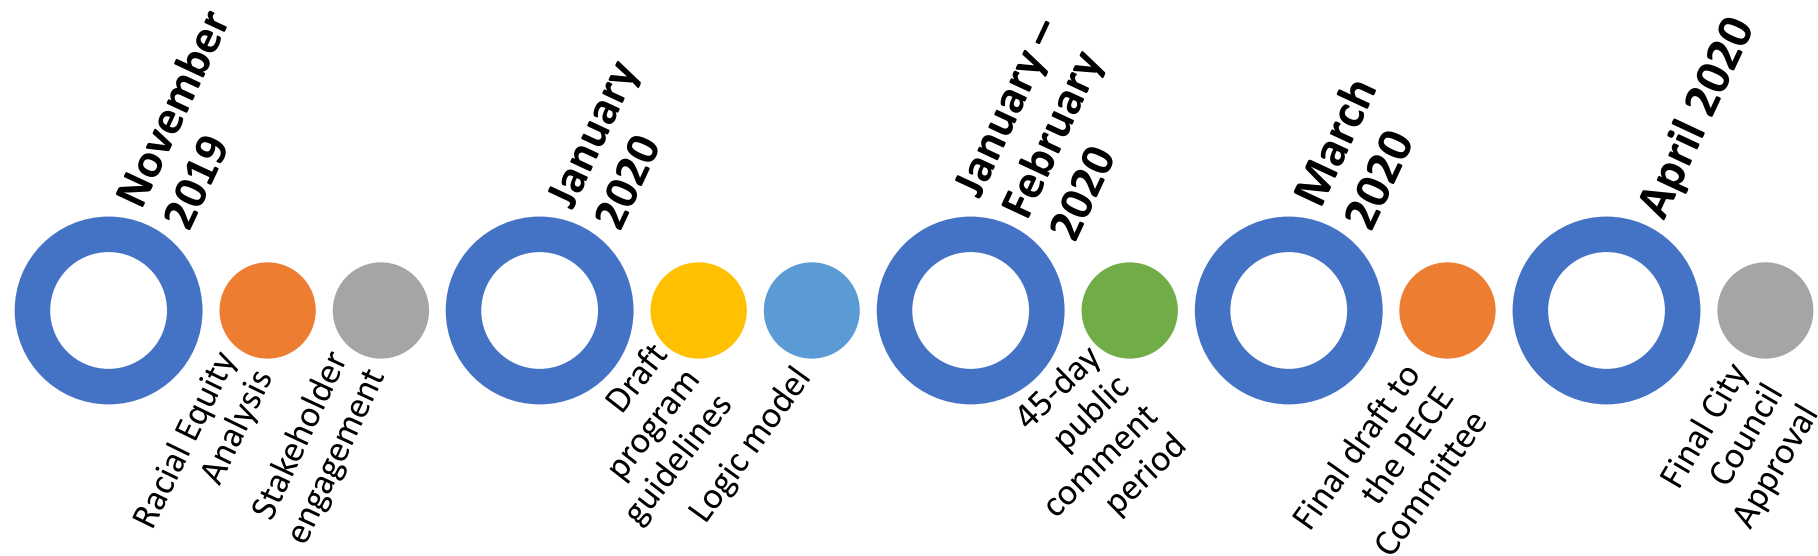 November
2019
Racial Equity
Analysis
Stakeholder
engagement
January
2020
Draft
program
guidelines
Logic model
January –
February
2020
45-day
public
comment
period
March
2020
Final draft to
the PECE
Committee
April 2020
Final City
Council
Approval